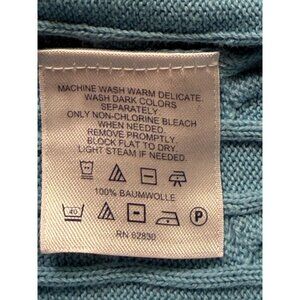 MACHINE WASH WARM DELICATE.
WASH DARK COLORS
SEPARATELY
ONLY NON-CHLORINE BLEACH
WHEN NEEDED.
REMOVE PROMPTLY.
BLOCK FLAT TO DRY.
LIGHT STEAM IF NEEDED.
100% BAUMWOLLE
40 P
RN 62830